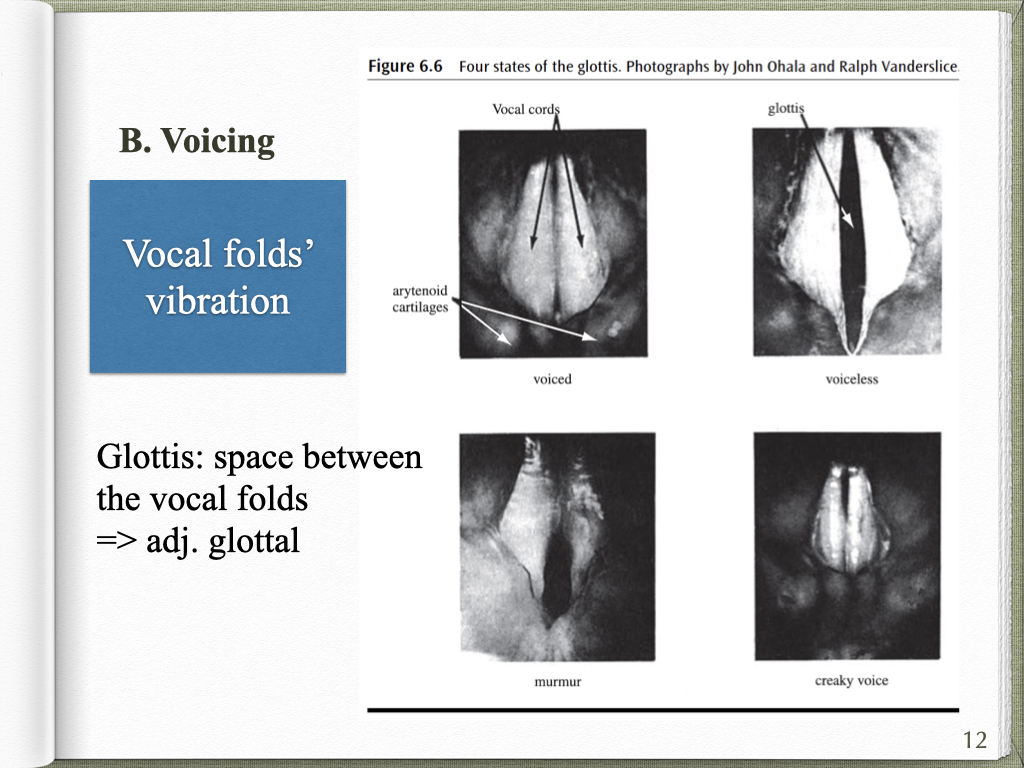 Figure 6.6 Four states of the glottis. Photographs by John Ohala and Ralph Vanderslice.
B. Voicing
Vocal folds’
vibration
Glottis: space between
the vocal folds
=> adj. glottal
Vocal cords
glottis
arytenoid
cartilages
voiced
voiceless
murmur
creaky voice
12